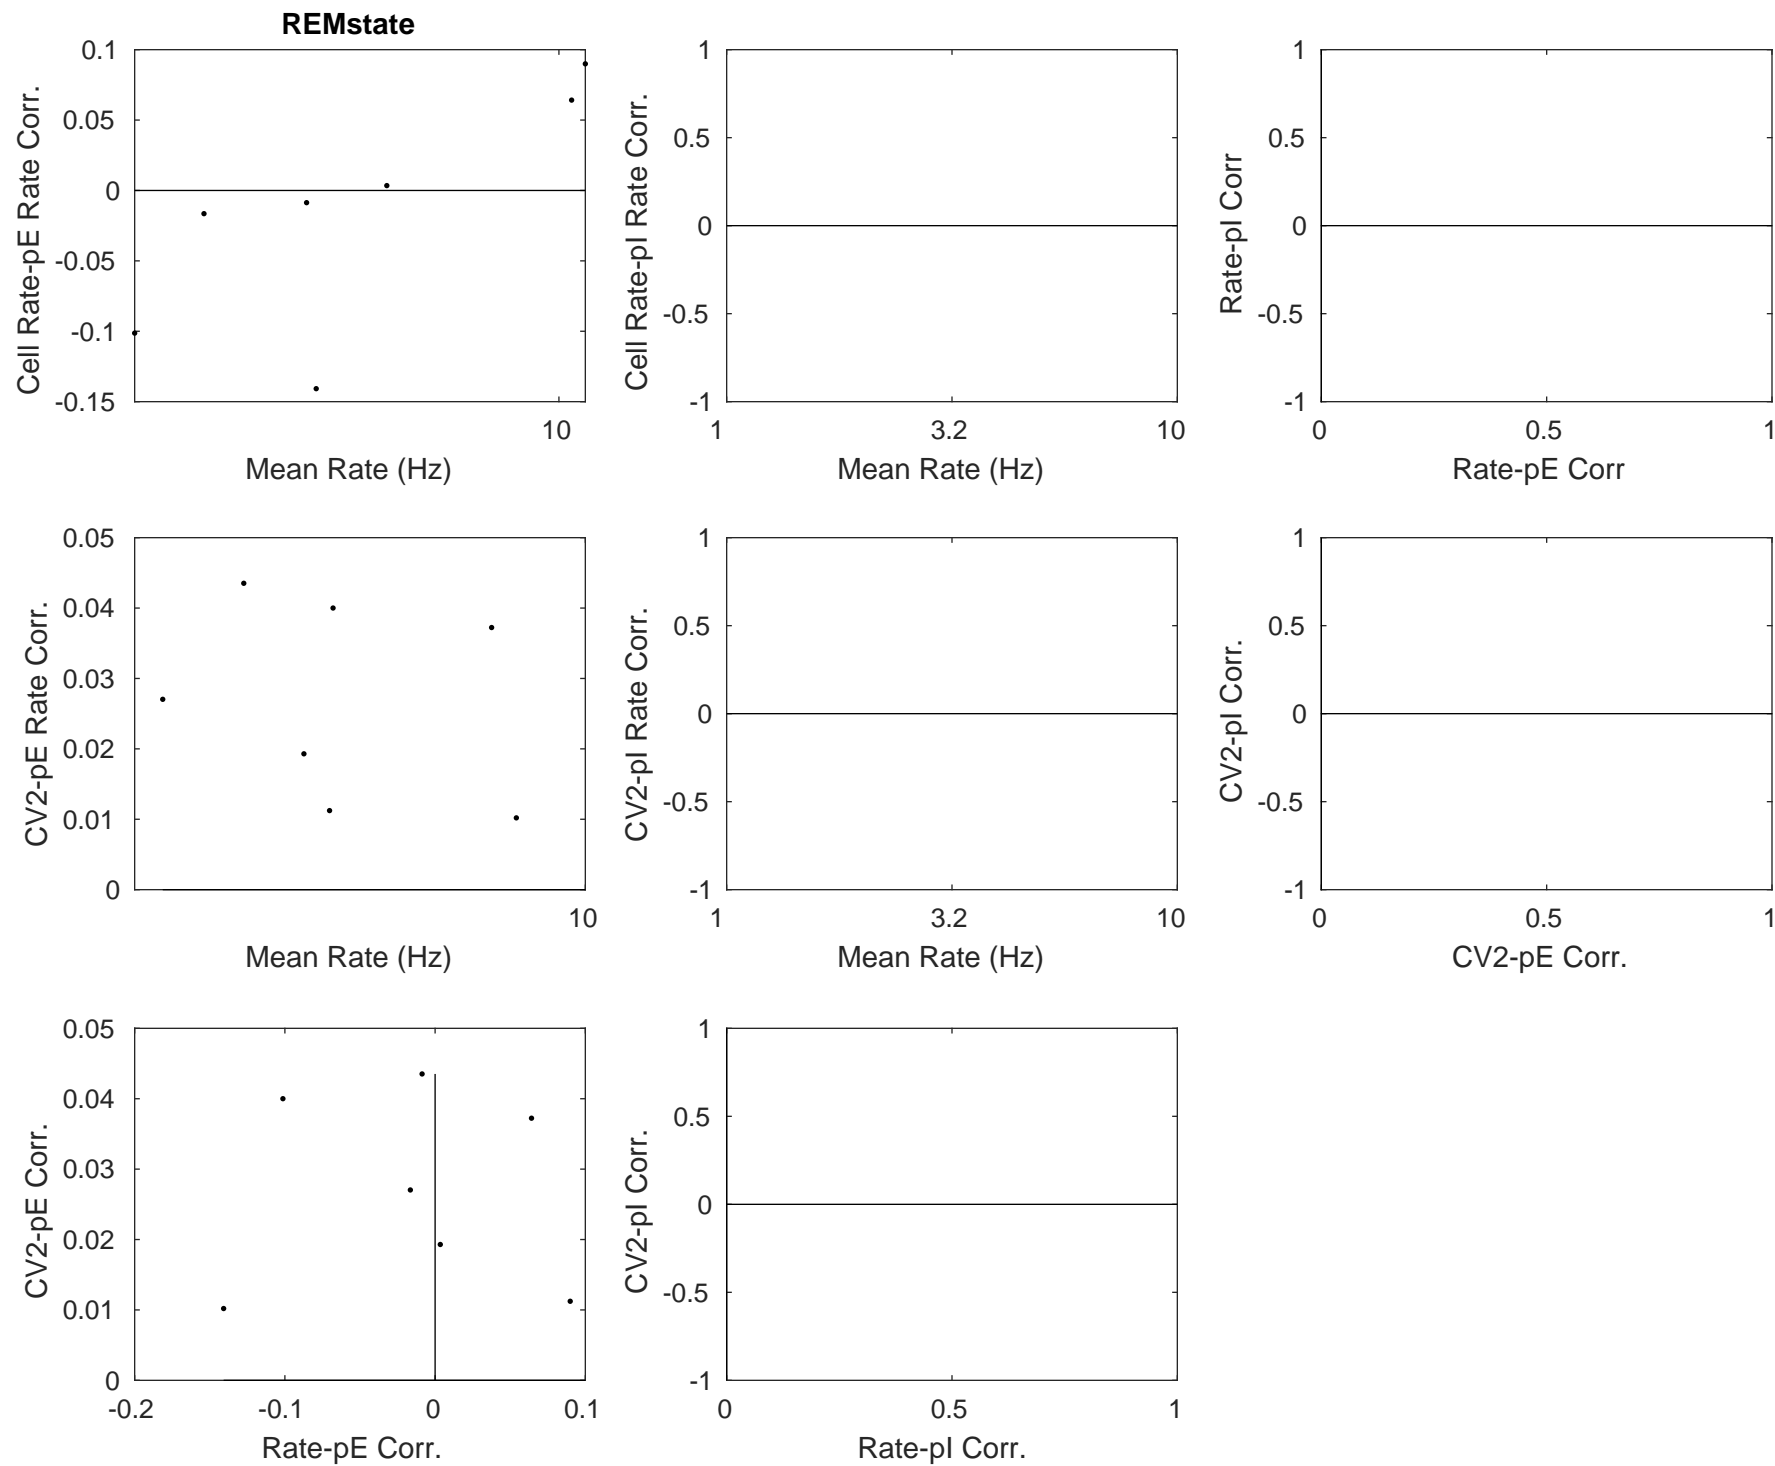 REMstate
0.1
0.05
0
-0.05
-0.1
-0.15
Cell Rate-pE Rate Corr.
10
Mean Rate (Hz)
1
0.5
0
-0.5
-1
Cell Rate-pI Rate Corr.
1 3.2 10
Mean Rate (Hz)
1
0.5
0
-0.5
-1
Rate-pI Corr
0 0.5 1
Rate-pE Corr
0.05
0.04
0.03
0.02
0.01
0
CV2-pE Rate Corr.
10
Mean Rate (Hz)
1
0.5
0
-0.5
-1
CV2-pI Rate Corr.
1 3.2 10
Mean Rate (Hz)
1
0.5
0
-0.5
-1
CV2-pI Corr.
0 0.5 1
CV2-pE Corr.
0.05
0.04
0.03
0.02
0.01
0
CV2-pE Corr.
-0.2 -0.1 0 0.1
Rate-pE Corr.
1
0.5
0
-0.5
-1
CV2-pI Corr.
0 0.5 1
Rate-pI Corr.